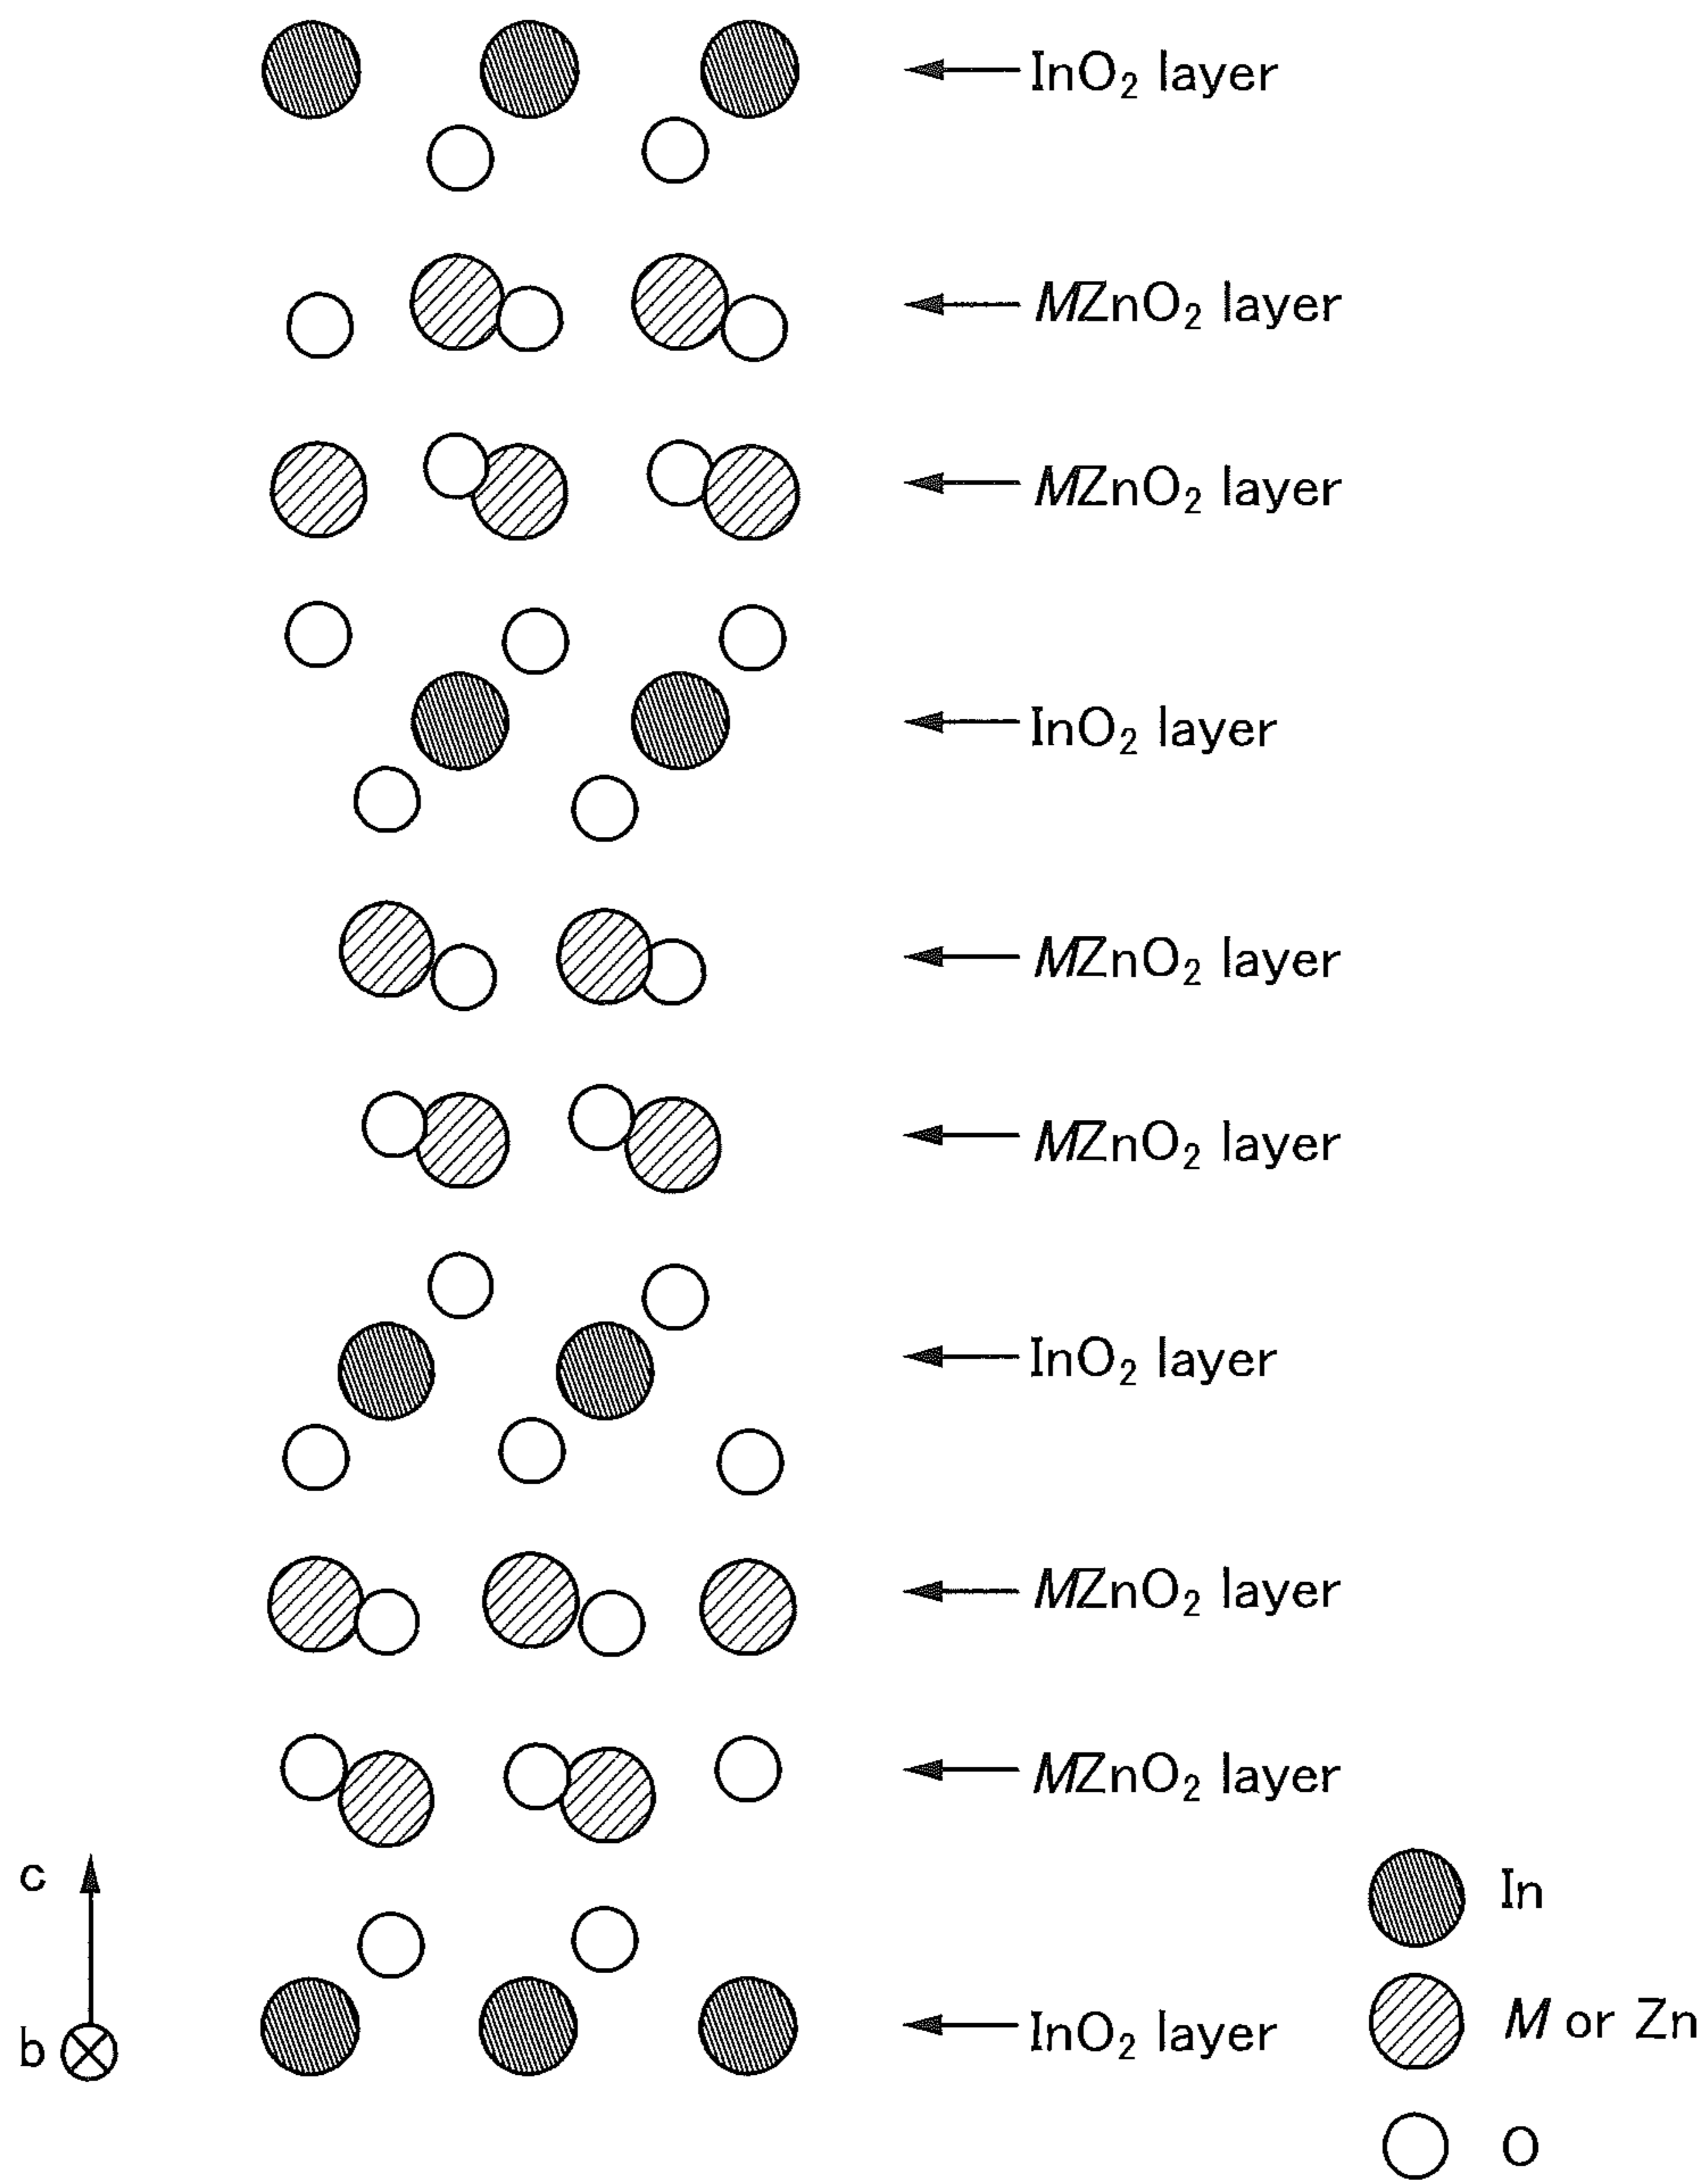 InO₂ layer
MZnO₂ layer
MZnO₂ layer
InO₂ layer
MZnO₂ layer
MZnO₂ layer
InO₂ layer
MZnO₂ layer
MZnO₂ layer
InO₂ layer
c
b
In
M or Zn
O